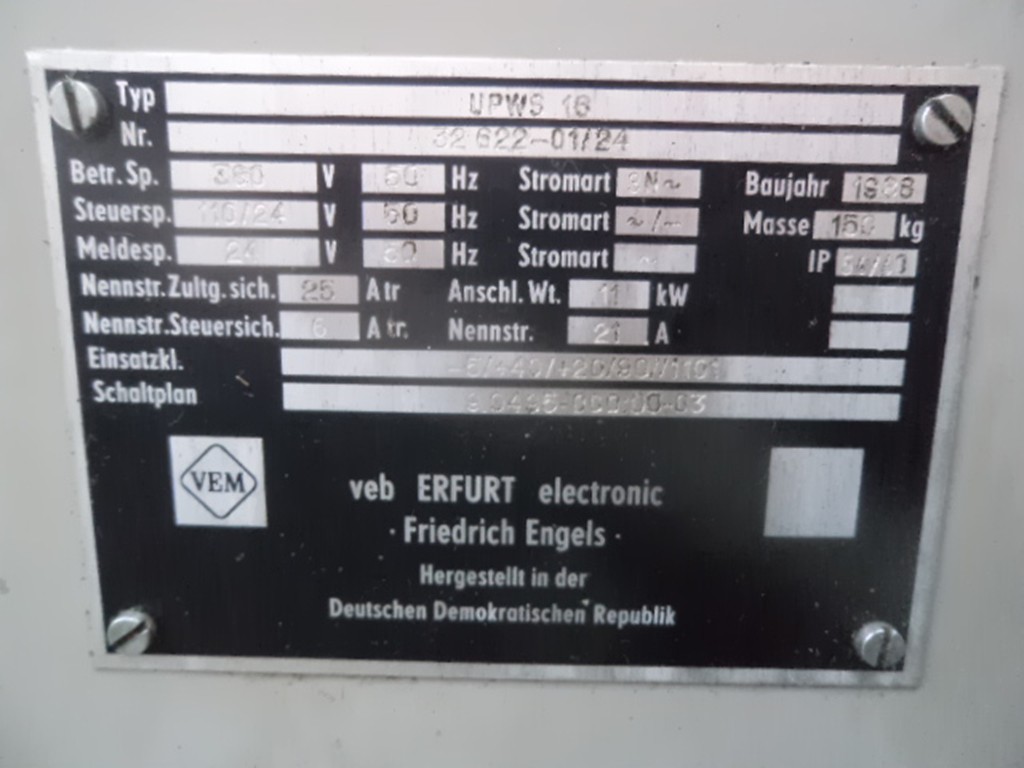 Typ UPWS 16
Nr. 32 622-01/24
Betr. Sp. 380 V 50 Hz Stromart 3N~ Baujahr 1988
Steuersp. 110/24 V 50 Hz Stromart ~/- Masse 150 kg
Meldesp. 24 V 50 Hz Stromart ~ IP
Nennstr. Zultg. sich. 25 A tr Anschl. Wt. 11 kW
Nennstr. Steuersich. 6 A tr. Nennstr. 21 A
Einsatzkl.
Schaltplan
VEM
veb ERFURT electronic
· Friedrich Engels ·
Hergestellt in der
Deutschen Demokratischen Republik